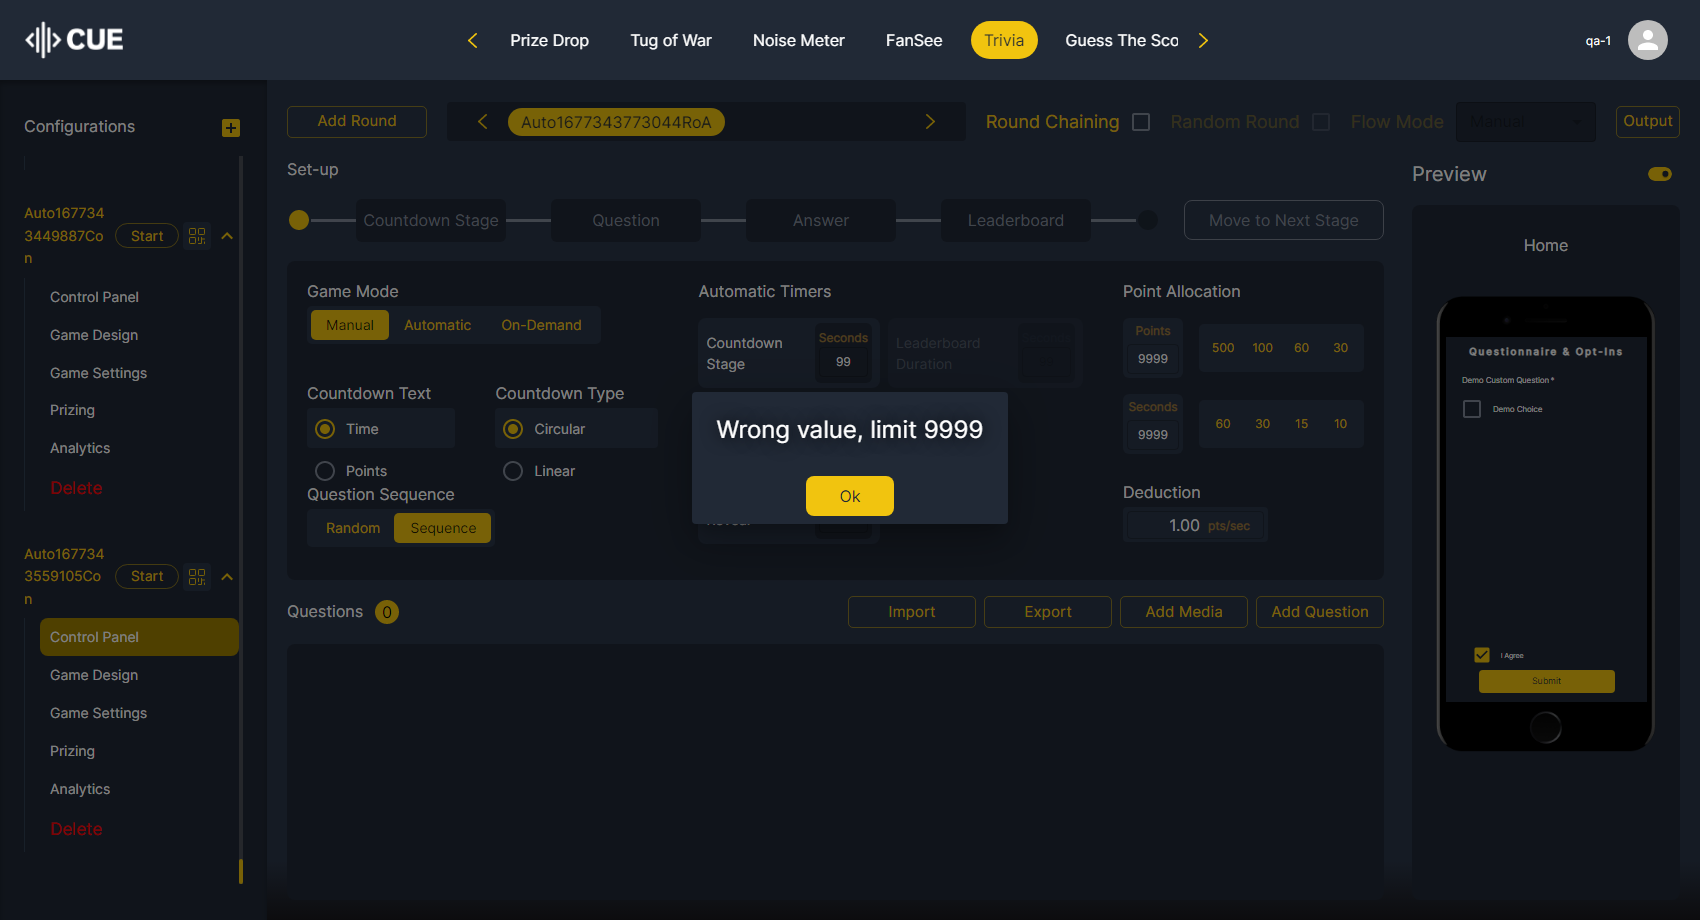 CUE
Prize Drop
Tug of War
Noise Meter
FanSee
Trivia
Guess The Sco
qa-1
Configurations
Add Round
Auto1677343773044RoA
Round Chaining
Random Round
Flow Mode
Manual
Output
Set-up
Preview
Auto167734
3449887Co
n
Start
Countdown Stage
Question
Answer
Leaderboard
Move to Next Stage
Home
Control Panel
Game Design
Game Settings
Prizing
Analytics
Delete
Game Mode
Manual
Automatic
On-Demand
Automatic Timers
Countdown
Stage
Seconds
99
Leaderboard
Duration
Point Allocation
Points
9999
500
100
60
30
Seconds
9999
60
30
15
10
Countdown Text
Time
Points
Countdown Type
Circular
Linear
Question Sequence
Random
Sequence
Wrong value, limit 9999
Ok
Reveal
Deduction
1.00 pts/sec
Questionnaire & Opt-Ins
Demo Custom Question *
Demo Choice
I Agree
Submit
Auto167734
3559105Co
n
Start
Control Panel
Game Design
Game Settings
Prizing
Analytics
Delete
Questions
0
Import
Export
Add Media
Add Question